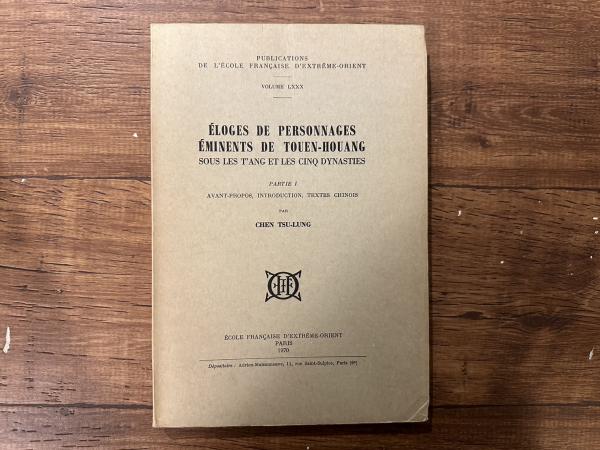 PUBLICATIONS
DE L'ÉCOLE FRANÇAISE D'EXTRÊME-ORIENT
VOLUME LXXX
ÉLOGES DE PERSONNAGES
ÉMINENTS DE TOUEN-HOUANG
SOUS LES T'ANG ET LES CINQ DYNASTIES
PARTIE I
AVANT-PROPOS, INTRODUCTION, TEXTES CHINOIS
PAR
CHEN TSU-LUNG
ÉCOLE FRANÇAISE D'EXTRÊME-ORIENT
PARIS
1970
Dépositaire : Adrien-Maisonneuve, 11, rue Saint-Sulpice, Paris (6e)